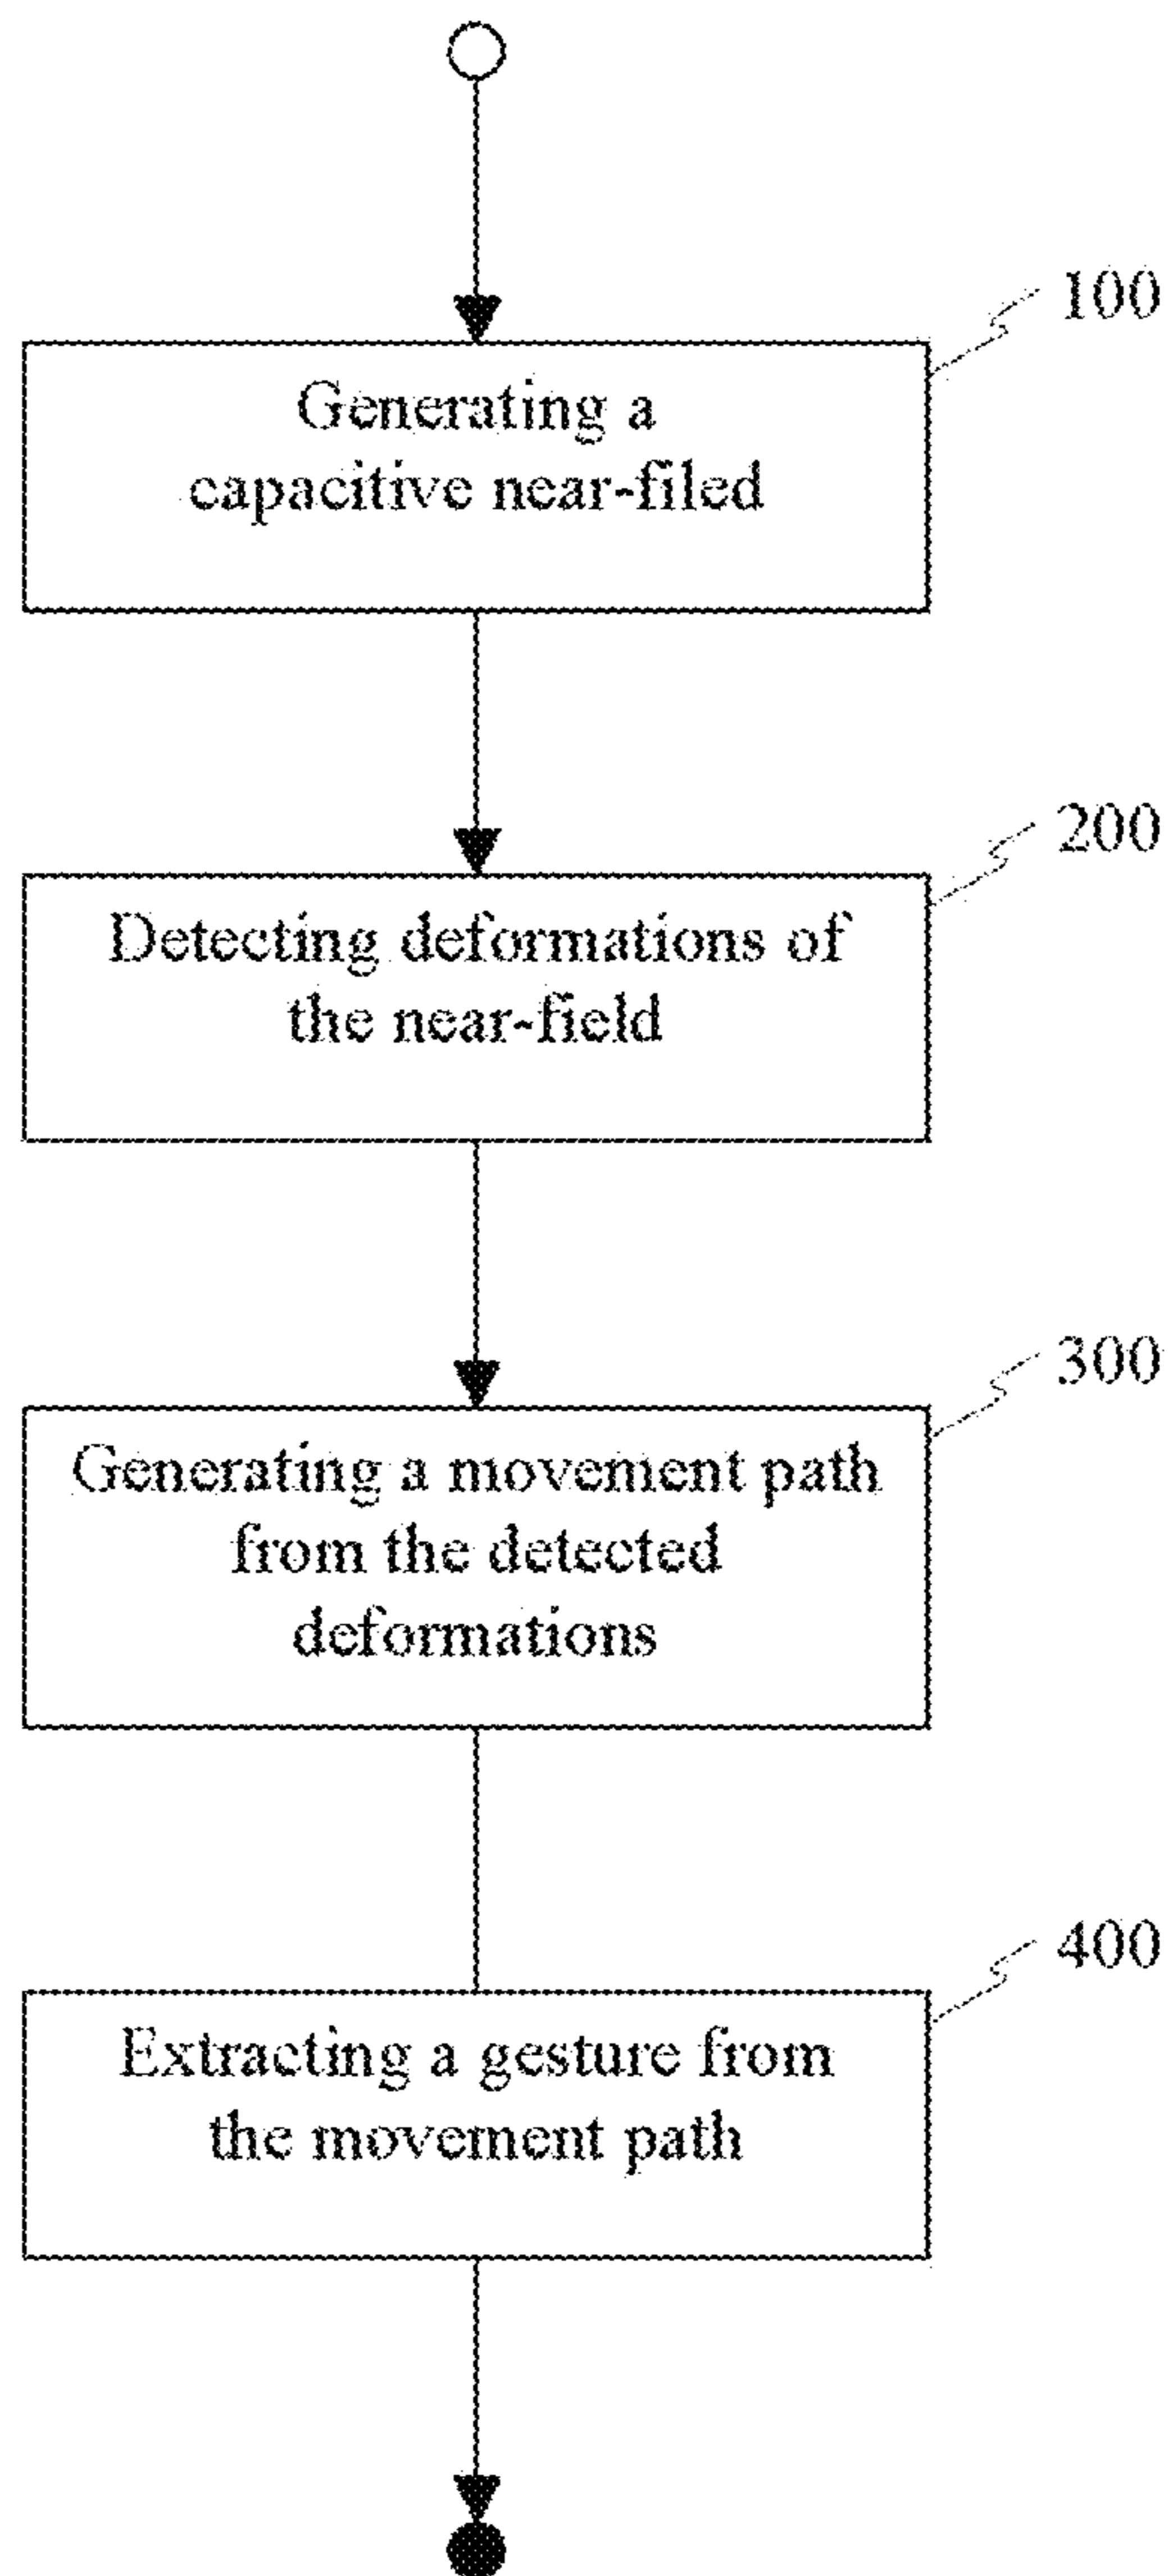 100
Generating a
capacitive near-filed
200
Detecting deformations of
the near-field
300
Generating a movement path
from the detected
deformations
400
Extracting a gesture from
the movement path